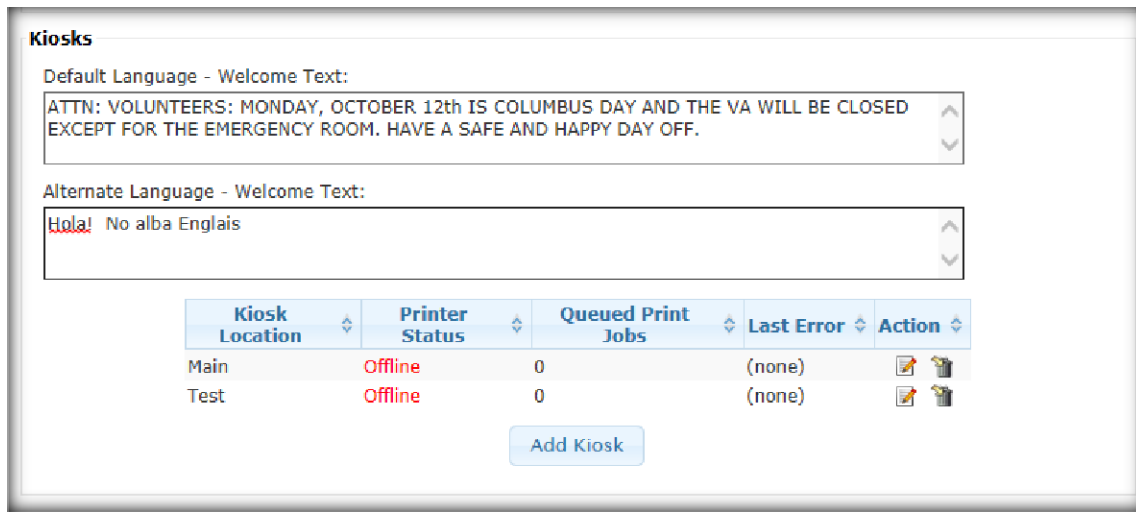 Kiosks
Default Language - Welcome Text:
ATTN: VOLUNTEERS: MONDAY, OCTOBER 12th IS COLUMBUS DAY AND THE VA WILL BE CLOSED
EXCEPT FOR THE EMERGENCY ROOM. HAVE A SAFE AND HAPPY DAY OFF.
Alternate Language - Welcome Text:
Hola!  No alba Englais
Kiosk Location Printer Status Queued Print Jobs Last Error Action
Main Offline 0 (none)
Test Offline 0 (none)
Add Kiosk